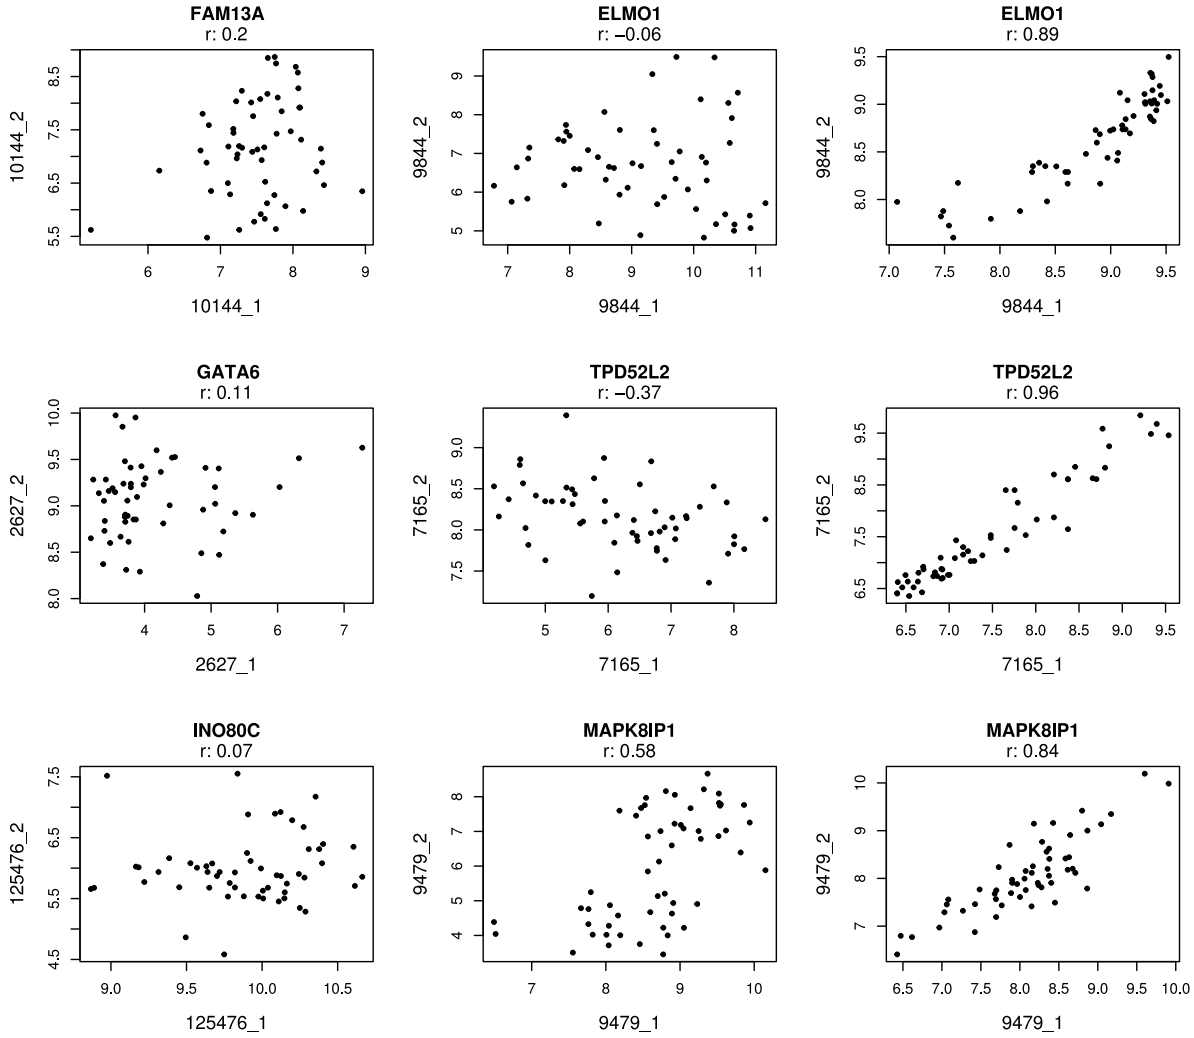 FAM13A
r: 0.2
10144_2
5.5 6.5 7.5 8.5
6 7 8 9
10144_1
ELMO1
r: −0.06
9844_2
5 6 7 8 9
7 8 9 10 11
9844_1
ELMO1
r: 0.89
9844_2
8.0 8.5 9.0 9.5
7.0 7.5 8.0 8.5 9.0 9.5
9844_1
GATA6
r: 0.11
2627_2
8.0 8.5 9.0 9.5 10.0
4 5 6 7
2627_1
TPD52L2
r: −0.37
7165_2
7.5 8.0 8.5 9.0
5 6 7 8
7165_1
TPD52L2
r: 0.96
7165_2
6.5 7.5 8.5 9.5
6.5 7.0 7.5 8.0 8.5 9.0 9.5
7165_1
INO80C
r: 0.07
125476_2
4.5 5.5 6.5 7.5
9.0 9.5 10.0 10.5
125476_1
MAPK8IP1
r: 0.58
9479_2
4 5 6 7 8
7 8 9 10
9479_1
MAPK8IP1
r: 0.84
9479_2
7 8 9 10
6.5 7.0 7.5 8.0 8.5 9.0 9.5 10.0
9479_1